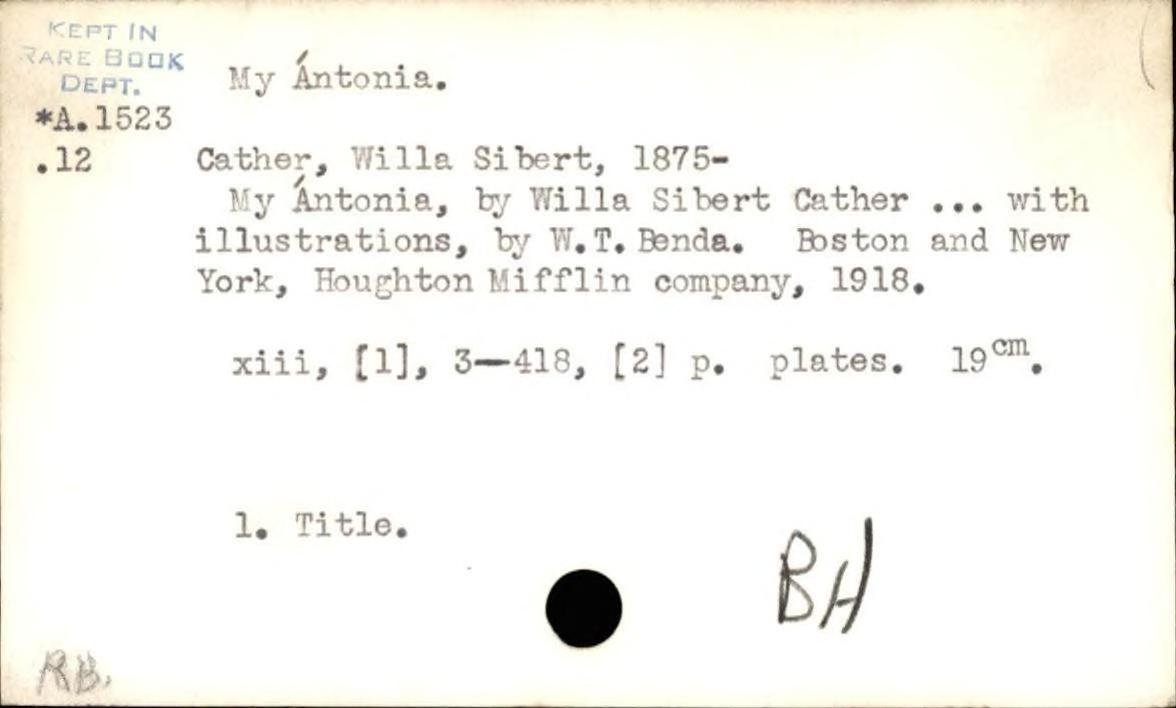 KEPT IN
RARE BOOK
DEPT.
My Ántonia.
*A.1523
.12
Cather, Willa Sibert, 1875-
My Ántonia, by Willa Sibert Cather ... with
illustrations, by W.T. Benda. Boston and New
York, Houghton Mifflin company, 1918.
xiii, [1], 3—418, [2] p. plates. 19cm.
1. Title.
BH
RB.